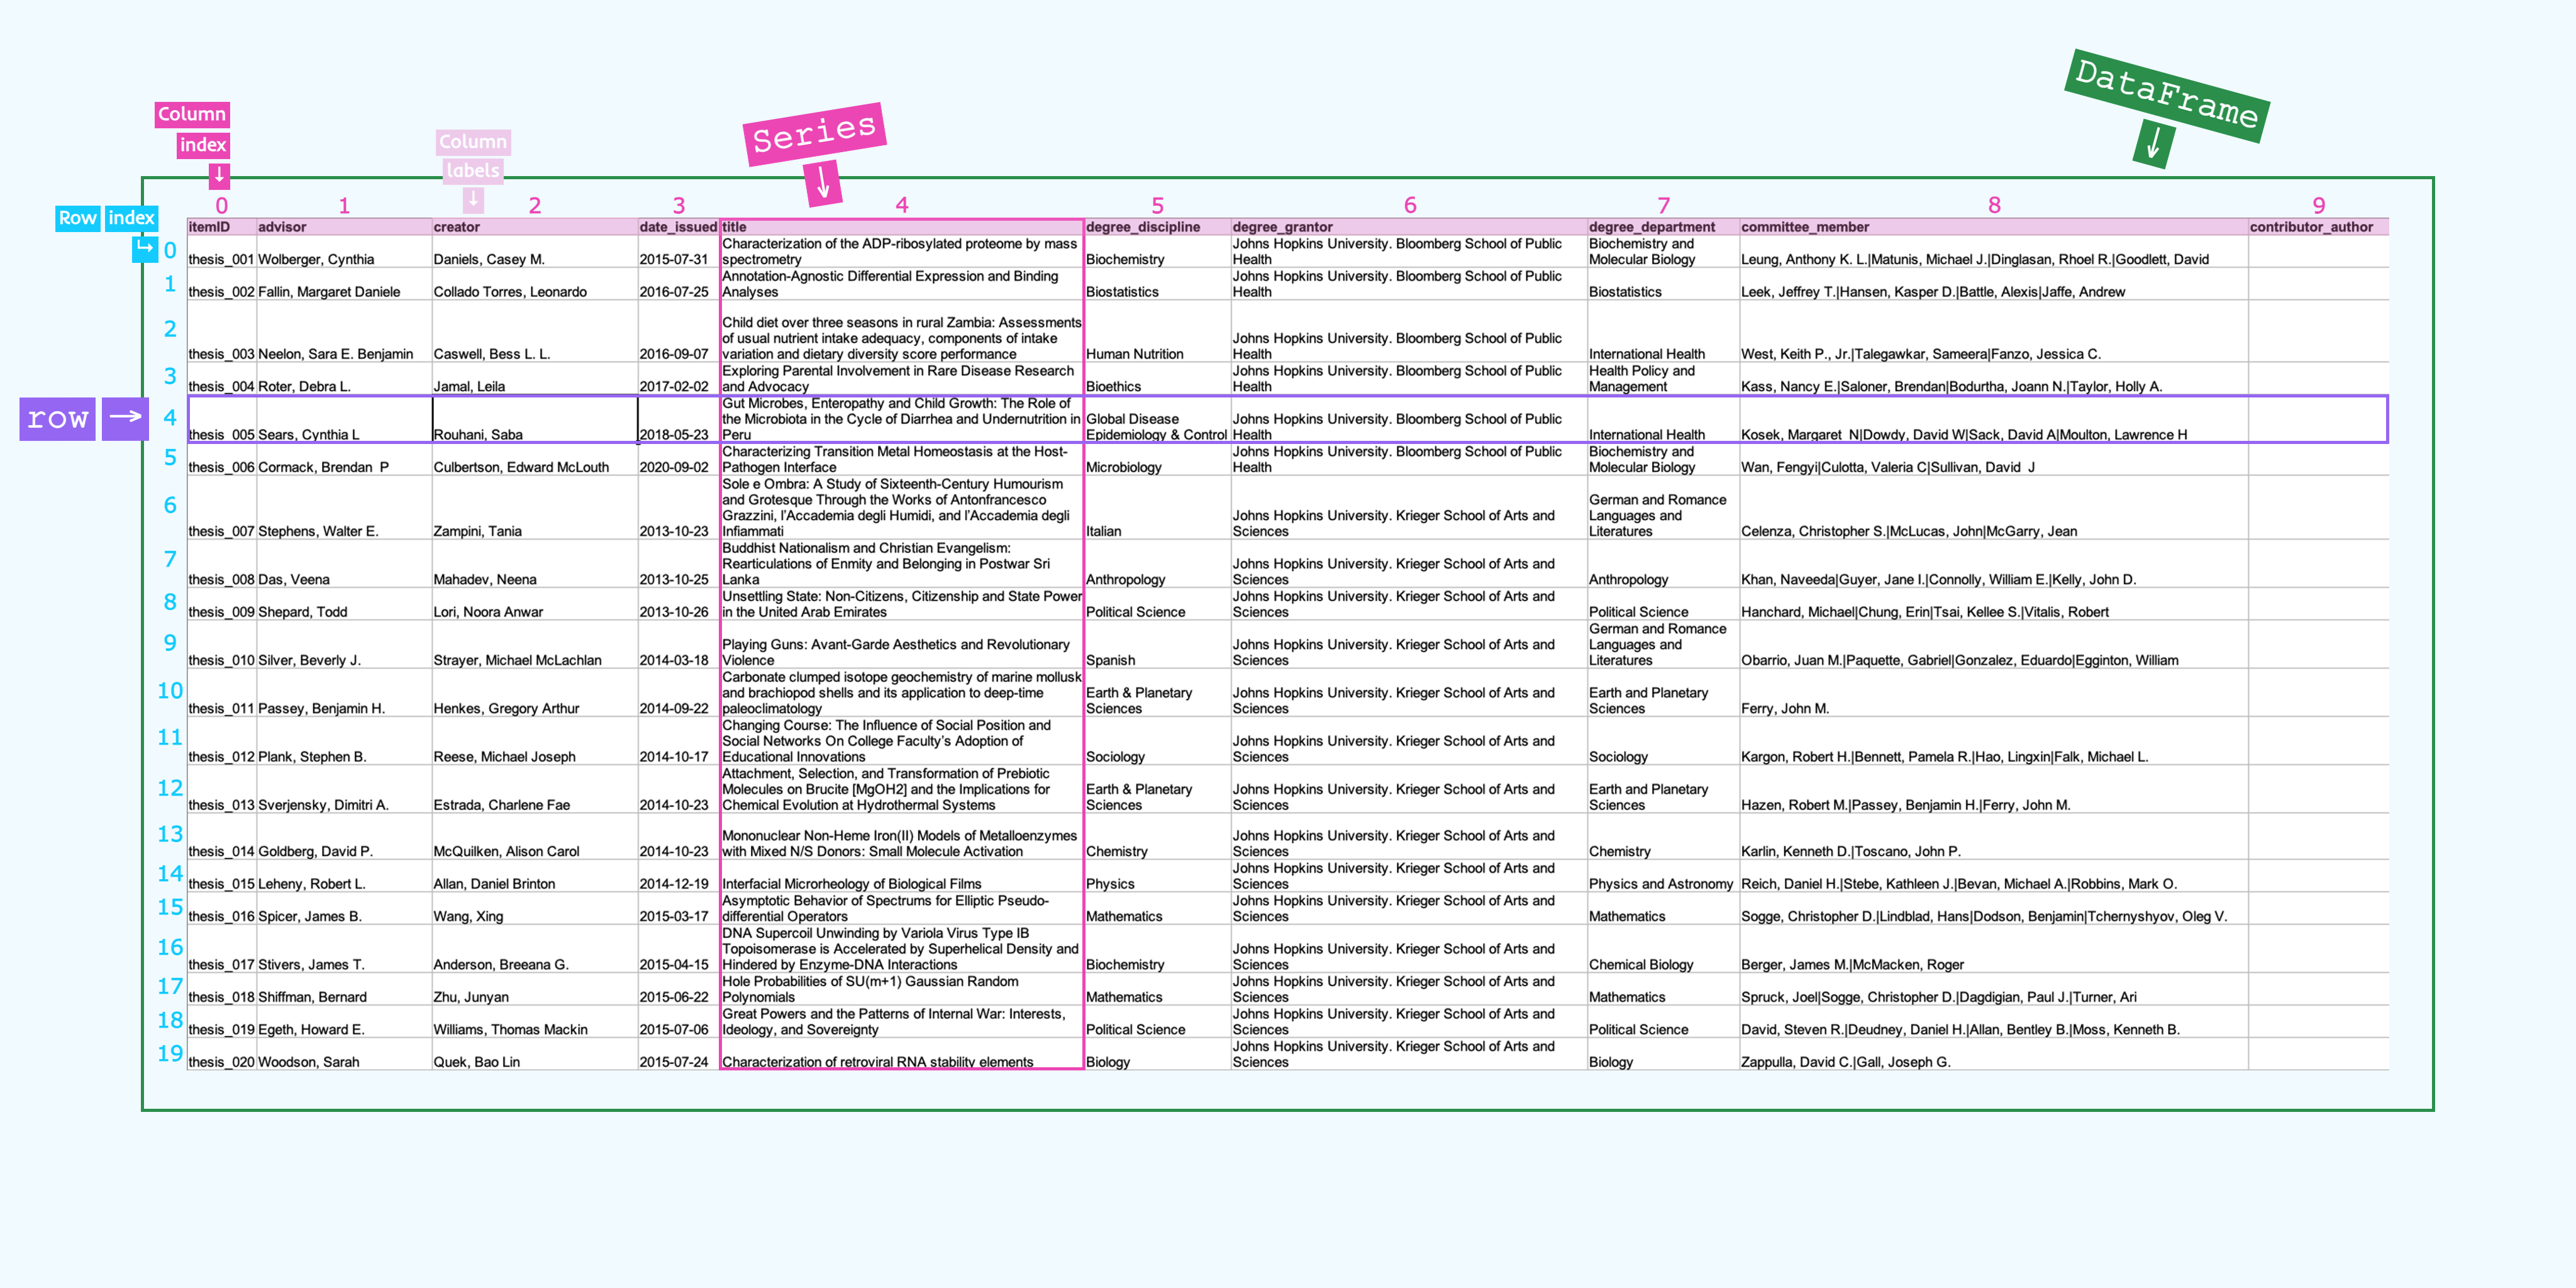 DataFrame
Column
index
↓
Column
labels
↓
Series
↓
↓
0 1 2 3 4 5 6 7 8 9
Row index
↳
itemID advisor creator date_issued title degree_discipline degree_grantor degree_department committee_member contributor_author
0
Characterization of the ADP-ribosylated proteome by mass Johns Hopkins University. Bloomberg School of Public Biochemistry and
thesis_001 Wolberger, Cynthia Daniels, Casey M. 2015-07-31 spectrometry Biochemistry Health Molecular Biology Leung, Anthony K. L.|Matunis, Michael J.|Dinglasan, Rhoel R.|Goodlett, David
1
Annotation-Agnostic Differential Expression and Binding Johns Hopkins University. Bloomberg School of Public
thesis_002 Fallin, Margaret Daniele Collado Torres, Leonardo 2016-07-25 Analyses Biostatistics Health Biostatistics Leek, Jeffrey T.|Hansen, Kasper D.|Battle, Alexis|Jaffe, Andrew
2
Child diet over three seasons in rural Zambia: Assessments
of usual nutrient intake adequacy, components of intake Johns Hopkins University. Bloomberg School of Public
thesis_003 Neelon, Sara E. Benjamin Caswell, Bess L. L. 2016-09-07 variation and dietary diversity score performance Human Nutrition Health International Health West, Keith P., Jr.|Talegawkar, Sameera|Fanzo, Jessica C.
3
Exploring Parental Involvement in Rare Disease Research Johns Hopkins University. Bloomberg School of Public Health Policy and
thesis_004 Roter, Debra L. Jamal, Leila 2017-02-02 and Advocacy Bioethics Health Management Kass, Nancy E.|Saloner, Brendan|Bodurtha, Joann N.|Taylor, Holly A.
row → 4
Gut Microbes, Enteropathy and Child Growth: The Role of
the Microbiota in the Cycle of Diarrhea and Undernutrition in Global Disease Johns Hopkins University. Bloomberg School of Public
thesis_005 Sears, Cynthia L Rouhani, Saba 2018-05-23 Peru Epidemiology & Control Health International Health Kosek, Margaret N|Dowdy, David W|Sack, David A|Moulton, Lawrence H
5
Characterizing Transition Metal Homeostasis at the Host- Johns Hopkins University. Bloomberg School of Public Biochemistry and
thesis_006 Cormack, Brendan P Culbertson, Edward McLouth 2020-09-02 Pathogen Interface Microbiology Health Molecular Biology Wan, Fengyi|Culotta, Valeria C|Sullivan, David J
6
Sole e Ombra: A Study of Sixteenth-Century Humourism
and Grotesque Through the Works of Antonfrancesco German and Romance
Grazzini, l'Accademia degli Humidi, and l'Accademia degli Johns Hopkins University. Krieger School of Arts and Languages and
thesis_007 Stephens, Walter E. Zampini, Tania 2013-10-23 Infiammati Italian Sciences Literatures Celenza, Christopher S.|McLucas, John|McGarry, Jean
7
Buddhist Nationalism and Christian Evangelism:
Rearticulations of Enmity and Belonging in Postwar Sri Johns Hopkins University. Krieger School of Arts and
thesis_008 Das, Veena Mahadev, Neena 2013-10-25 Lanka Anthropology Sciences Anthropology Khan, Naveeda|Guyer, Jane I.|Connolly, William E.|Kelly, John D.
8
Unsettling State: Non-Citizens, Citizenship and State Power Johns Hopkins University. Krieger School of Arts and
thesis_009 Shepard, Todd Lori, Noora Anwar 2013-10-26 in the United Arab Emirates Political Science Sciences Political Science Hanchard, Michael|Chung, Erin|Tsai, Kellee S.|Vitalis, Robert
9
German and Romance
Playing Guns: Avant-Garde Aesthetics and Revolutionary Johns Hopkins University. Krieger School of Arts and Languages and
thesis_010 Silver, Beverly J. Strayer, Michael McLachlan 2014-03-18 Violence Spanish Sciences Literatures Obarrio, Juan M.|Paquette, Gabriel|Gonzalez, Eduardo|Egginton, William
10
Carbonate clumped isotope geochemistry of marine mollusk
and brachiopod shells and its application to deep-time Earth & Planetary Johns Hopkins University. Krieger School of Arts and Earth and Planetary
thesis_011 Passey, Benjamin H. Henkes, Gregory Arthur 2014-09-22 paleoclimatology Sciences Sciences Sciences Ferry, John M.
11
Changing Course: The Influence of Social Position and
Social Networks On College Faculty's Adoption of Johns Hopkins University. Krieger School of Arts and
thesis_012 Plank, Stephen B. Reese, Michael Joseph 2014-10-17 Educational Innovations Sociology Sciences Sociology Kargon, Robert H.|Bennett, Pamela R.|Hao, Lingxin|Falk, Michael L.
12
Attachment, Selection, and Transformation of Prebiotic
Molecules on Brucite [MgOH2] and the Implications for Earth & Planetary Johns Hopkins University. Krieger School of Arts and Earth and Planetary
thesis_013 Sverjensky, Dimitri A. Estrada, Charlene Fae 2014-10-23 Chemical Evolution at Hydrothermal Systems Sciences Sciences Sciences Hazen, Robert M.|Passey, Benjamin H.|Ferry, John M.
13
Mononuclear Non-Heme Iron(II) Models of Metalloenzymes Johns Hopkins University. Krieger School of Arts and
thesis_014 Goldberg, David P. McQuilken, Alison Carol 2014-10-23 with Mixed N/S Donors: Small Molecule Activation Chemistry Sciences Chemistry Karlin, Kenneth D.|Toscano, John P.
14
Johns Hopkins University. Krieger School of Arts and
thesis_015 Leheny, Robert L. Allan, Daniel Brinton 2014-12-19 Interfacial Microrheology of Biological Films Physics Sciences Physics and Astronomy Reich, Daniel H.|Stebe, Kathleen J.|Bevan, Michael A.|Robbins, Mark O.
15
Asymptotic Behavior of Spectrums for Elliptic Pseudo- Johns Hopkins University. Krieger School of Arts and
thesis_016 Spicer, James B. Wang, Xing 2015-03-17 differential Operators Mathematics Sciences Mathematics Sogge, Christopher D.|Lindblad, Hans|Dodson, Benjamin|Tchernyshyov, Oleg V.
16
DNA Supercoil Unwinding by Variola Virus Type IB
Topoisomerase is Accelerated by Superhelical Density and Johns Hopkins University. Krieger School of Arts and
thesis_017 Stivers, James T. Anderson, Breeana G. 2015-04-15 Hindered by Enzyme-DNA Interactions Biochemistry Sciences Chemical Biology Berger, James M.|McMacken, Roger
17
Hole Probabilities of SU(m+1) Gaussian Random Johns Hopkins University. Krieger School of Arts and
thesis_018 Shiffman, Bernard Zhu, Junyan 2015-06-22 Polynomials Mathematics Sciences Mathematics Spruck, Joel|Sogge, Christopher D.|Dagdigian, Paul J.|Turner, Ari
18
Great Powers and the Patterns of Internal War: Interests, Johns Hopkins University. Krieger School of Arts and
thesis_019 Egeth, Howard E. Williams, Thomas Mackin 2015-07-06 Ideology, and Sovereignty Political Science Sciences Political Science David, Steven R.|Deudney, Daniel H.|Allan, Bentley B.|Moss, Kenneth B.
19
Johns Hopkins University. Krieger School of Arts and
thesis_020 Woodson, Sarah Quek, Bao Lin 2015-07-24 Characterization of retroviral RNA stability elements Biology Sciences Biology Zappulla, David C.|Gall, Joseph G.